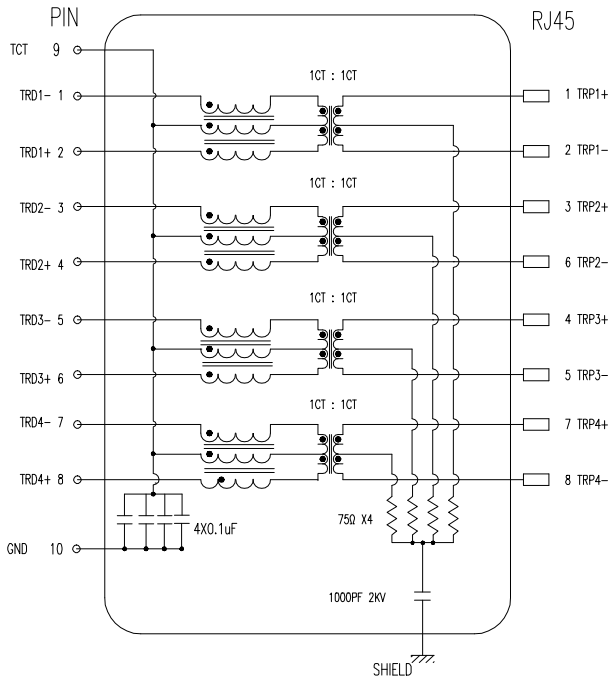 PIN
RJ45
TCT 9
1CT : 1CT
TRD1- 1
1 TRP1+
TRD1+ 2
2 TRP1-
1CT : 1CT
TRD2- 3
3 TRP2+
TRD2+ 4
6 TRP2-
1CT : 1CT
TRD3- 5
4 TRP3+
TRD3+ 6
5 TRP3-
1CT : 1CT
TRD4- 7
7 TRP4+
TRD4+ 8
8 TRP4-
4X0.1uF
75Ω X4
GND 10
1000PF 2KV
SHIELD